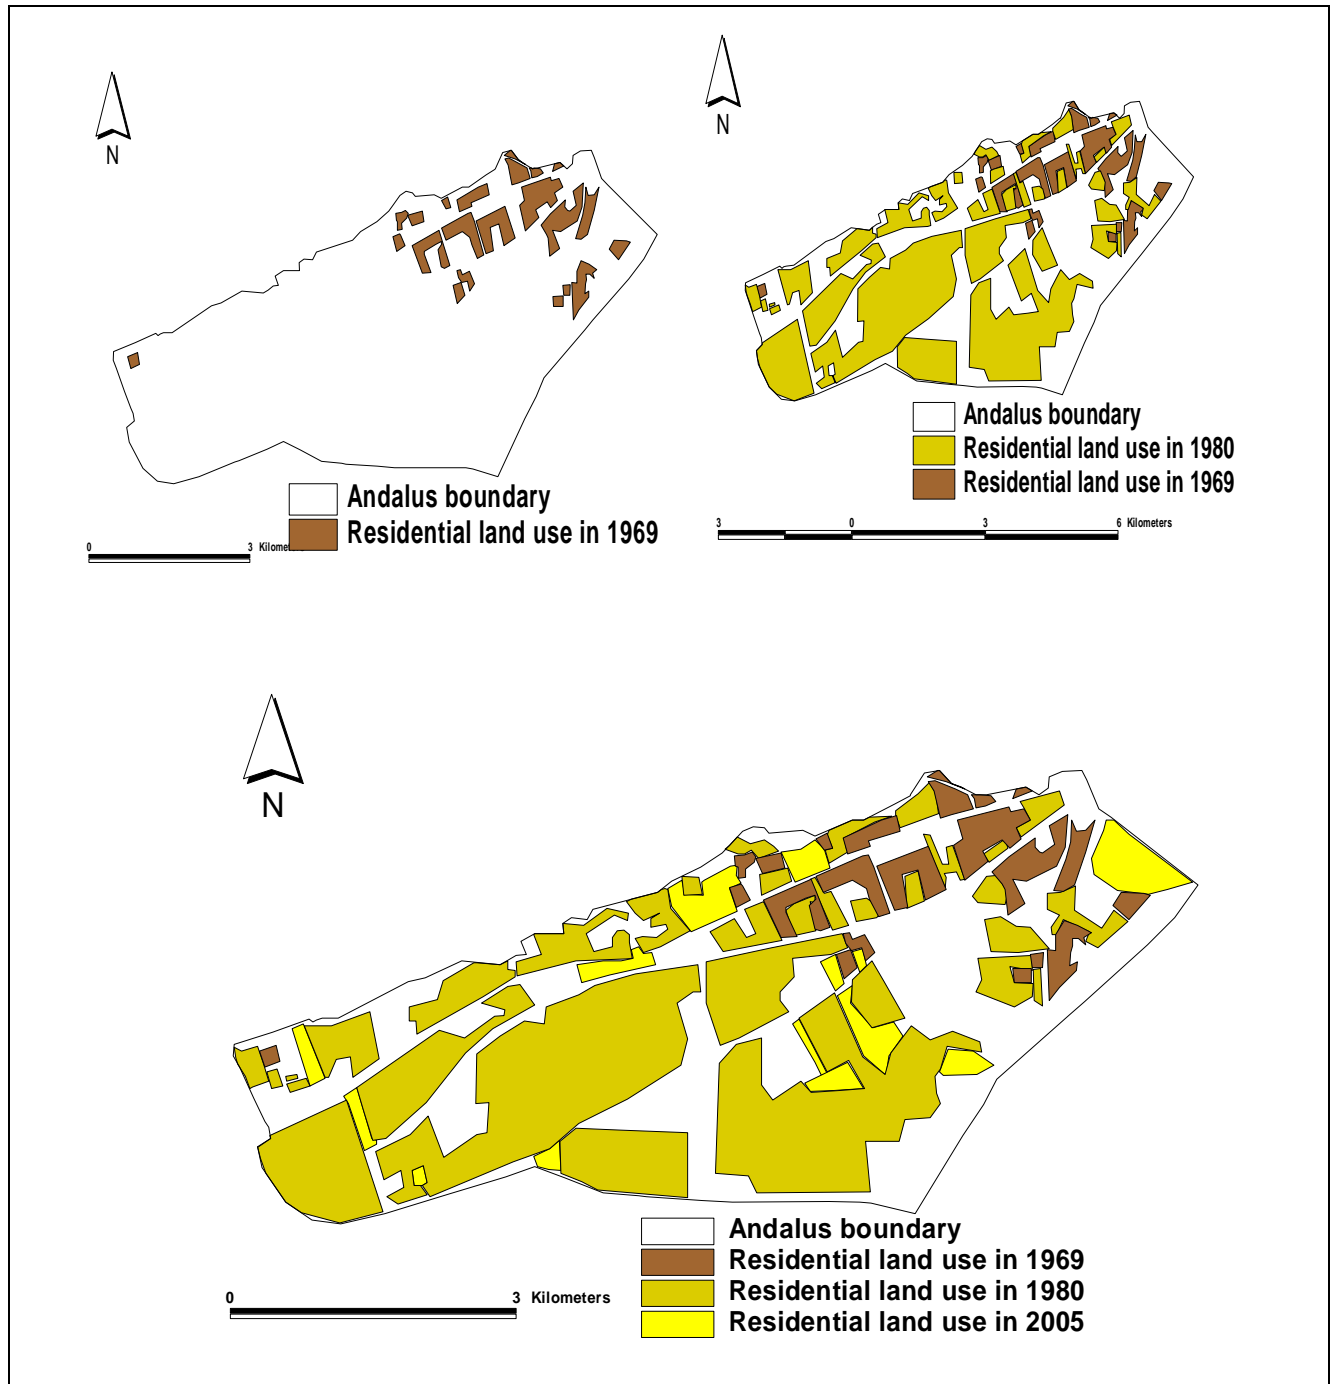 N
N
Andalus boundary
Residential land use in 1969
0 3 Kilomet
Andalus boundary
Residential land use in 1980
Residential land use in 1969
3 0 3 6 Kilometers
N
Andalus boundary
Residential land use in 1969
Residential land use in 1980
Residential land use in 2005
0 3 Kilometers